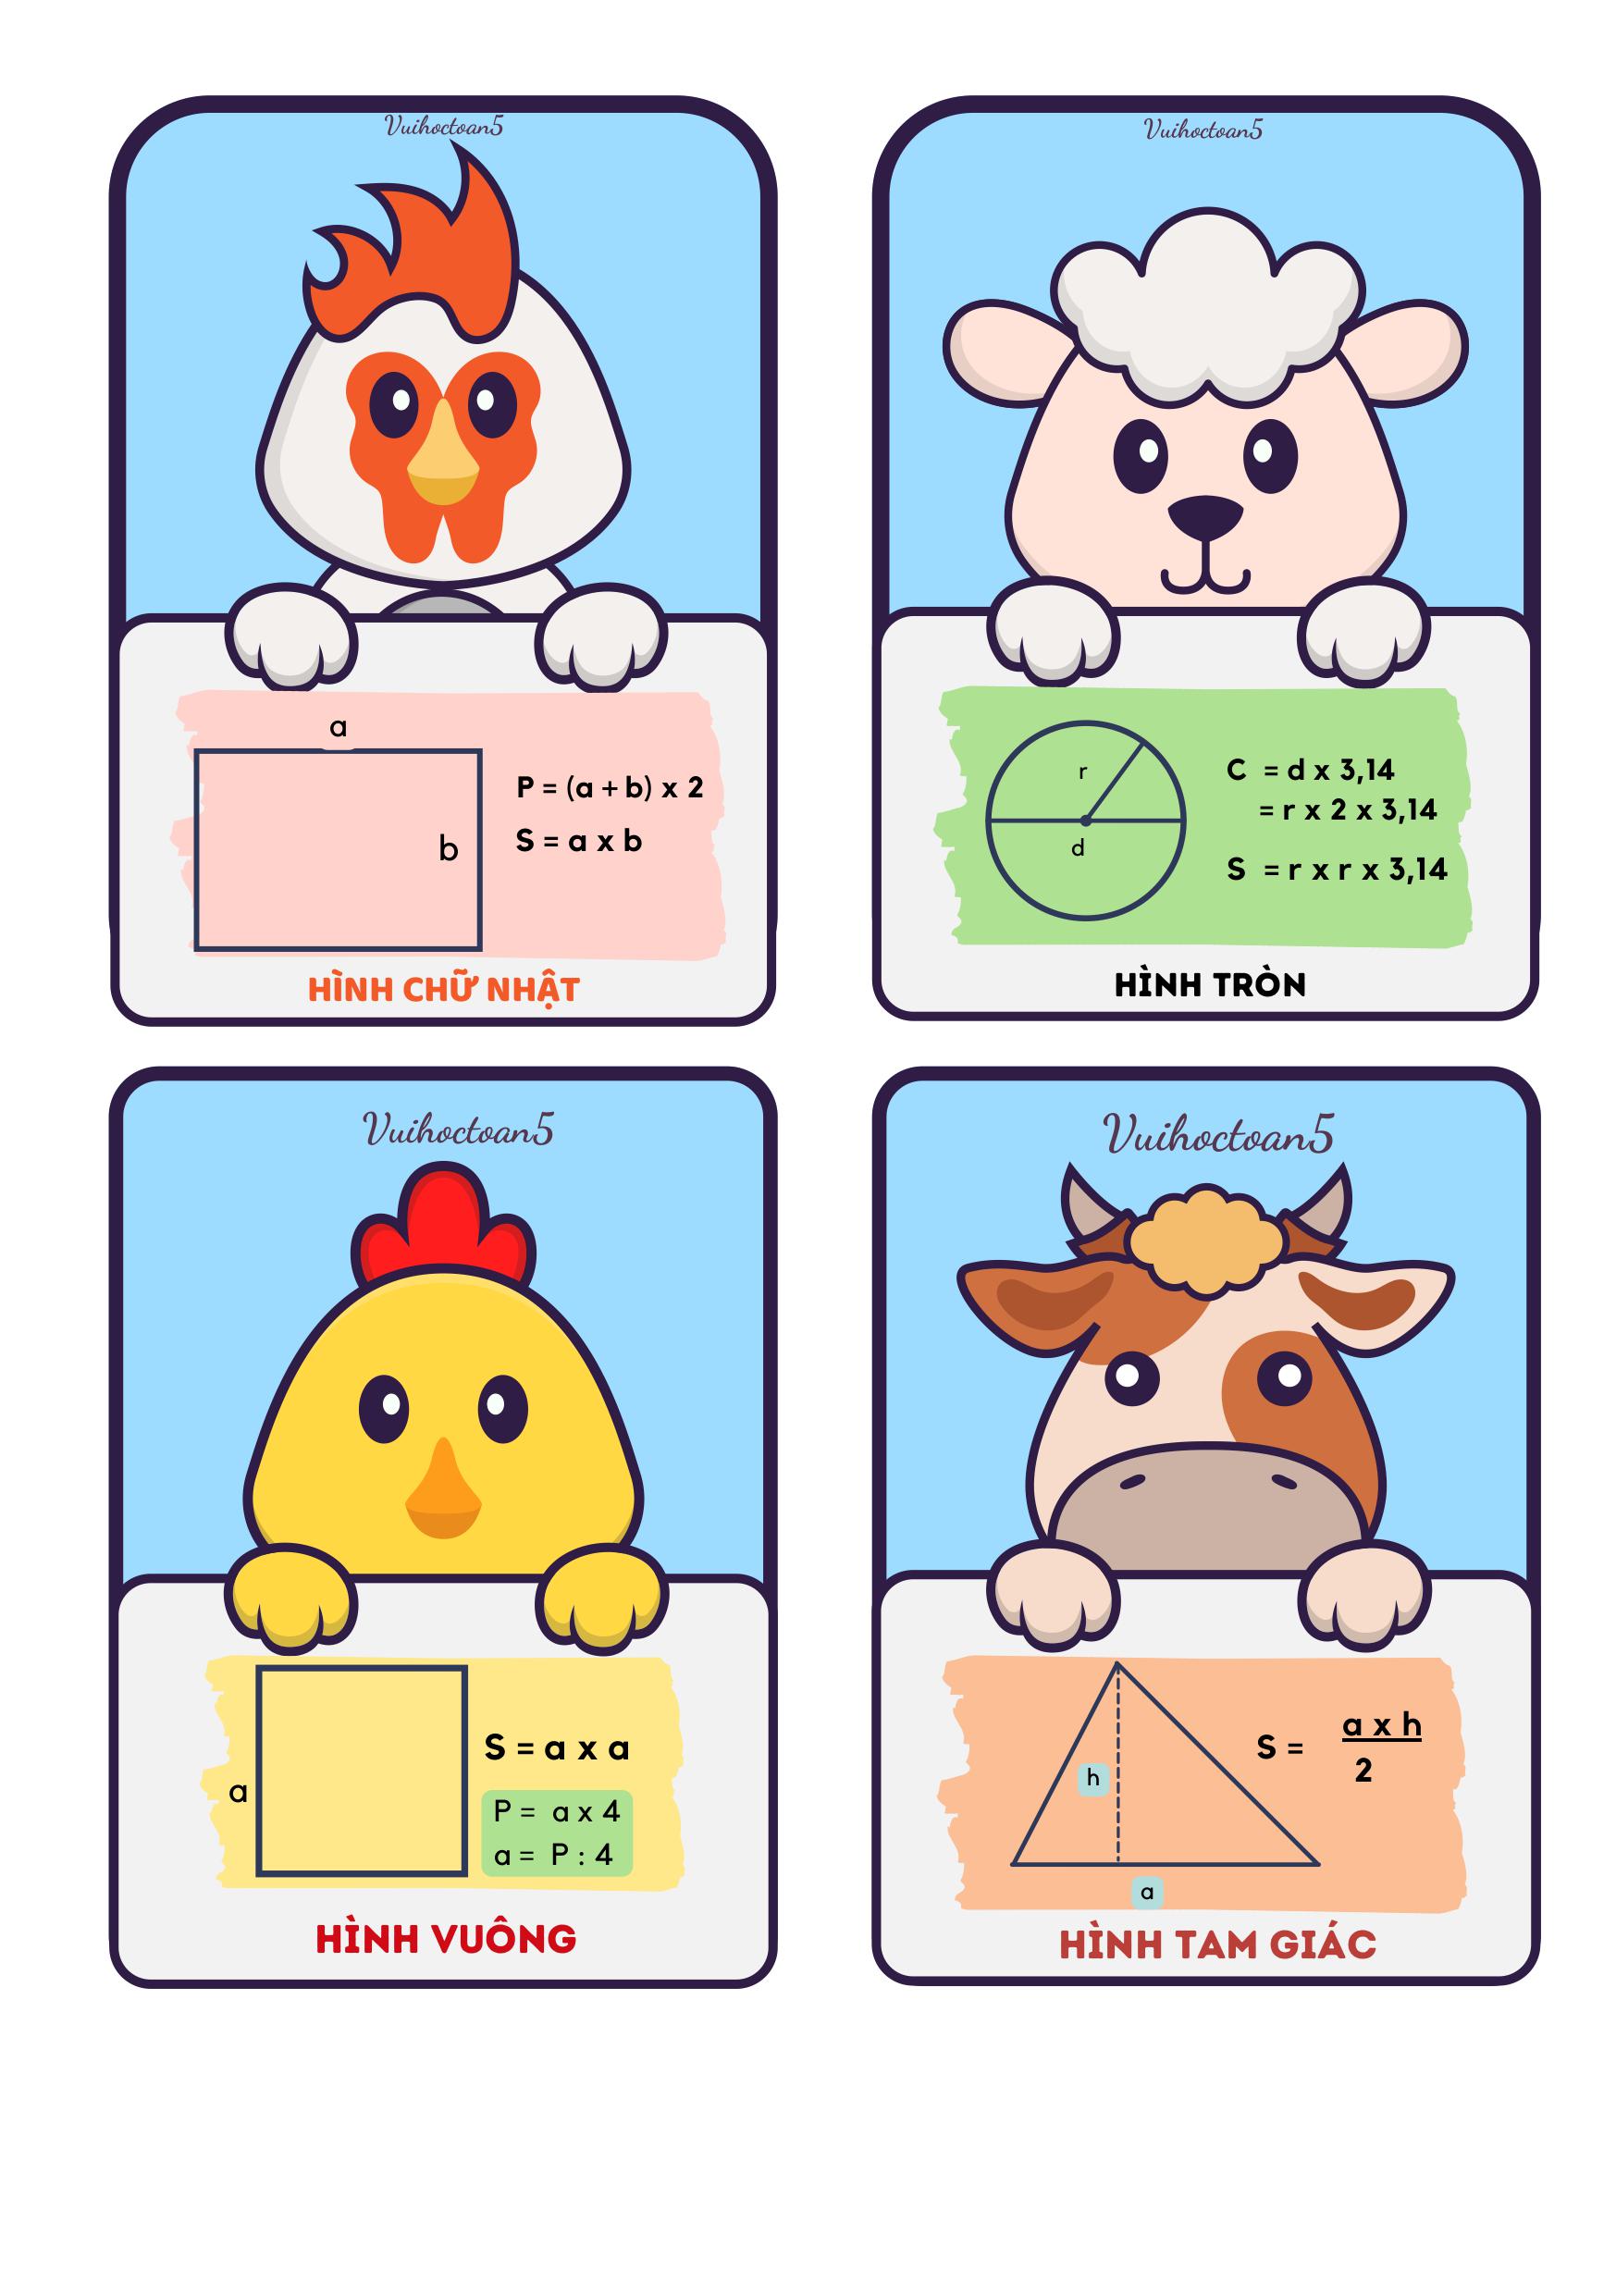 Vuihoctoan5
a
b
P = (a + b) x 2
S = a x b
HÌNH CHỮ NHẬT
Vuihoctoan5
r
d
C = d x 3,14
= r x 2 x 3,14
S = r x r x 3,14
HÌNH TRÒN
Vuihoctoan5
a
S = a x a
P = a x 4
a = P : 4
HÌNH VUÔNG
Vuihoctoan5
h
a
S =
a x h
2
HÌNH TAM GIÁC